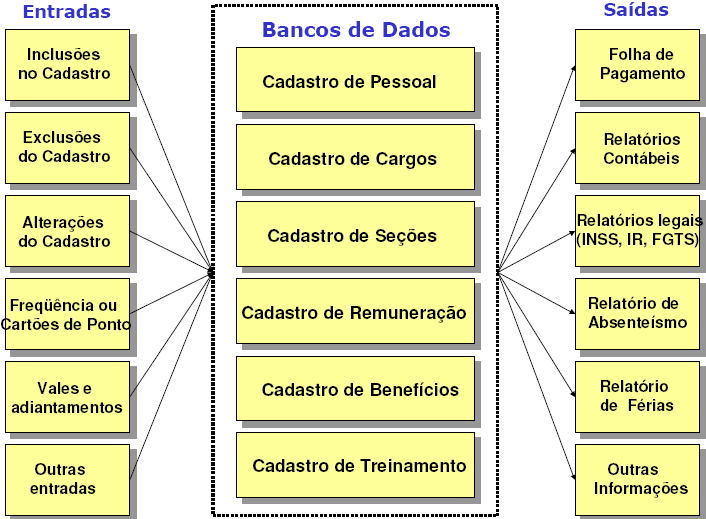 Entradas
Inclusões
no Cadastro
Exclusões
do Cadastro
Alterações
do Cadastro
Freqüência ou
Cartões de Ponto
Vales e
adiantamentos
Outras
entradas
Bancos de Dados
Cadastro de Pessoal
Cadastro de Cargos
Cadastro de Seções
Cadastro de Remuneração
Cadastro de Benefícios
Cadastro de Treinamento
Saídas
Folha de
Pagamento
Relatórios
Contábeis
Relatórios legais
(INSS, IR, FGTS)
Relatório de
Absenteísmo
Relatório
de Férias
Outras
Informações